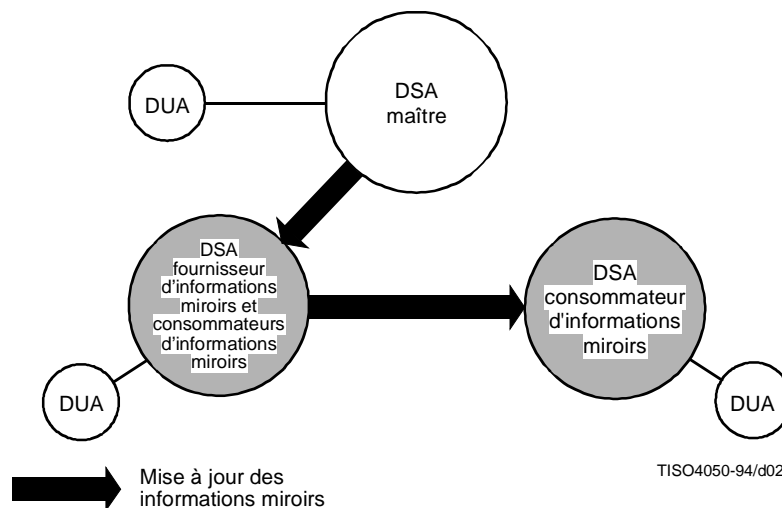 DSA
maître
DUA
DSA
fournisseur
d'informations
miroirs et
consommateurs
d'informations
miroirs
DSA
consommateur
d'informations
miroirs
DUA
DUA
TISO4050-94/d02
Mise à jour des
informations miroirs